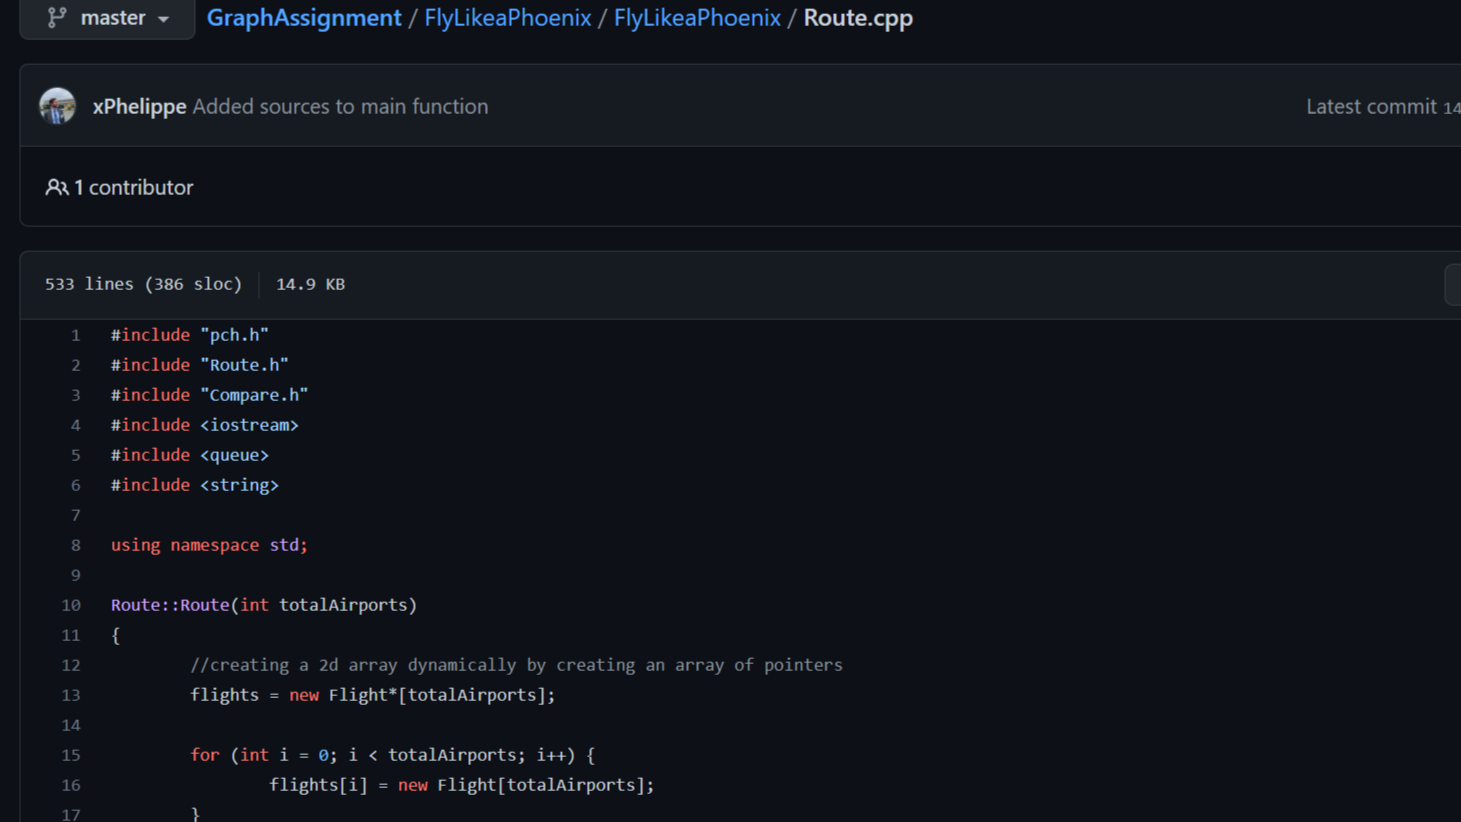 master
GraphAssignment / FlyLikeaPhoenix / FlyLikeaPhoenix / Route.cpp
xPhelippe Added sources to main function
Latest commit 14
1 contributor
533 lines (386 sloc) 14.9 KB
1 #include "pch.h"
2 #include "Route.h"
3 #include "Compare.h"
4 #include <iostream>
5 #include <queue>
6 #include <string>
7
8 using namespace std;
9
10 Route::Route(int totalAirports)
11 {
12 //creating a 2d array dynamically by creating an array of pointers
13 flights = new Flight*[totalAirports];
14
15 for (int i = 0; i < totalAirports; i++) {
16 flights[i] = new Flight[totalAirports];
17 }